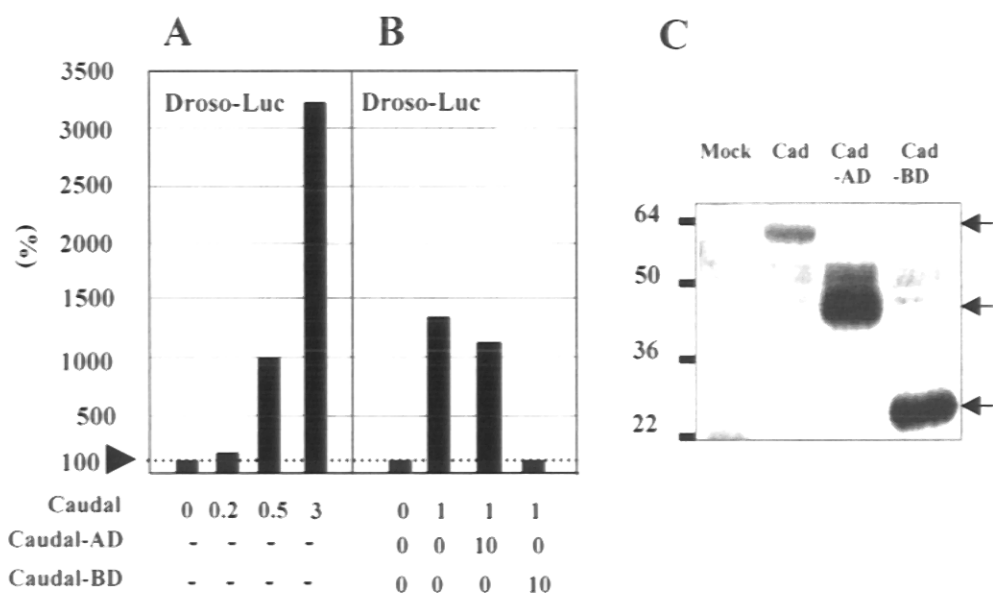 A B C
3500
3000
2500
2000
1500
1000
500
100
(%)
Droso-Luc Droso-Luc
Caudal 0 0.2 0.5 3 0 1 1 1
Caudal-AD - - - - 0 0 10 0
Caudal-BD - - - - 0 0 0 10
Mock Cad Cad Cad
-AD -BD
64
50
36
22